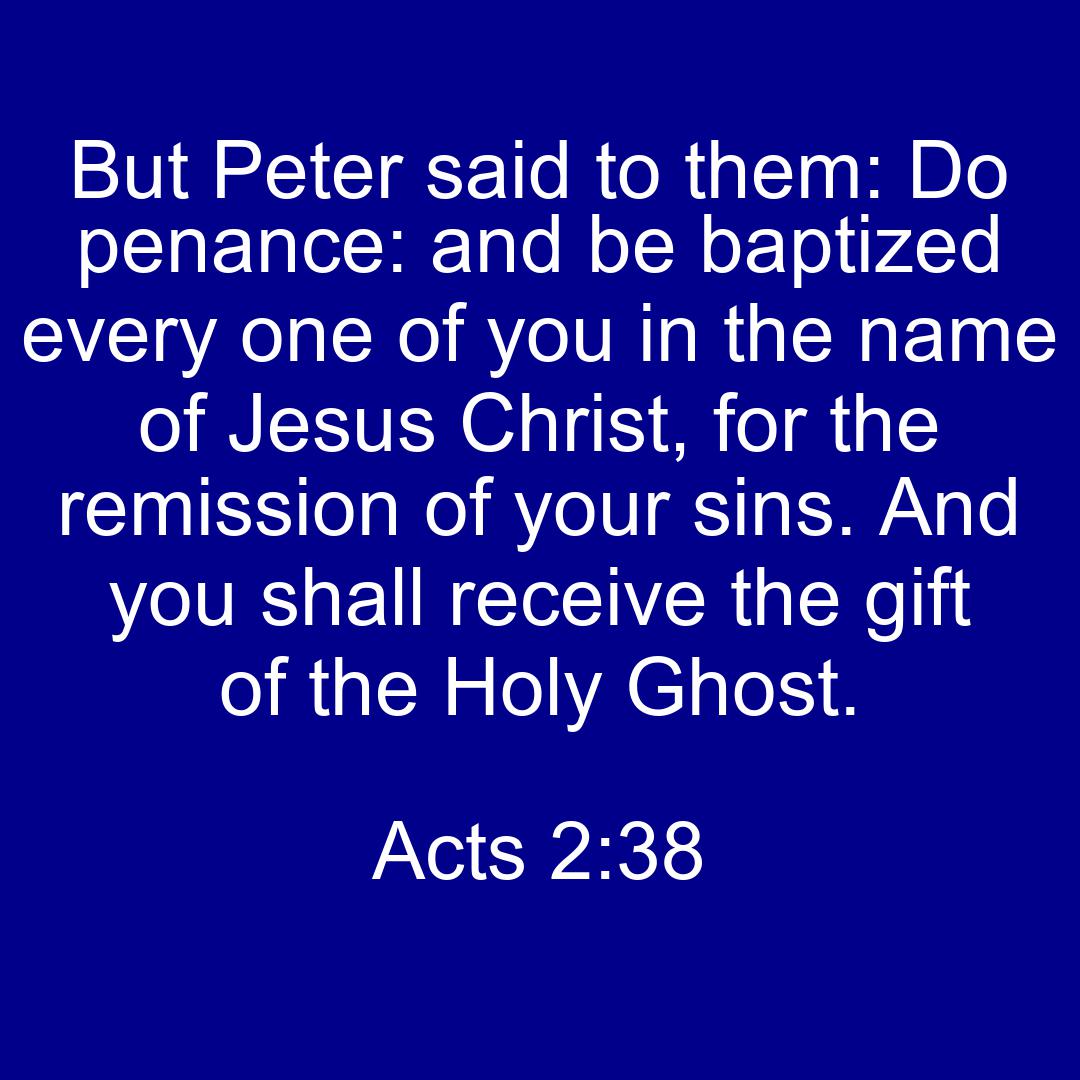 But Peter said to them: Do
penance: and be baptized
every one of you in the name
of Jesus Christ, for the
remission of your sins. And
you shall receive the gift
of the Holy Ghost.
Acts 2:38